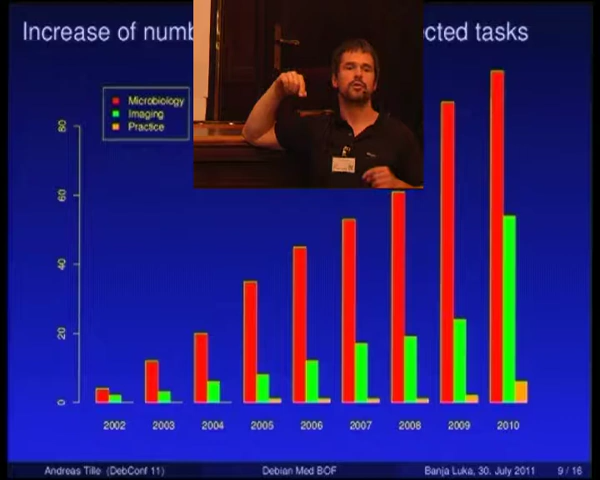 Increase of numb ected tasks
Microbiology
Imaging
Practice
80
60
40
20
0
2002 2003 2004 2005 2006 2007 2008 2009 2010
Andreas Tille (DebConf 11) Debian Med BOF Banja Luka, 30. July 2011 9 / 16